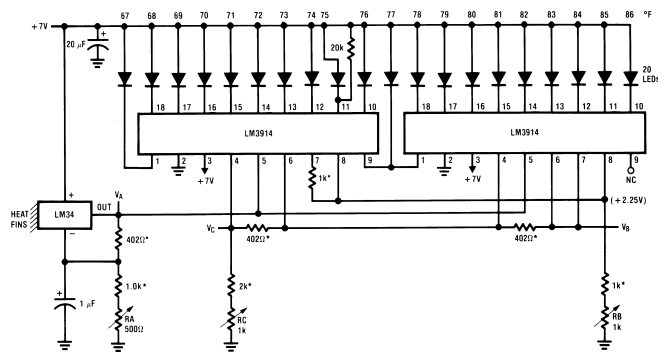 67 68 69 70 71 72 73 74 75 76 77 78 79 80 81 82 83 84 85 86 °F
+7V
20 μF
+
20k
20 LEDs
18 17 16 15 14 13 12 11 10 18 17 16 15 14 13 12 11 10
LM3914 LM3914
1 2 3 4 5 6 7 8 9 1 2 3 4 5 6 7 8 9
+7V
1k*
+7V
NC
+
HEAT FINS
LM34
OUT
VA
(+2.25V)
−
402Ω*
VC
402Ω*
402Ω*
VB
+
1 μF
1.0k*
2k*
1k*
RA 500Ω
RC 1k
RB 1k